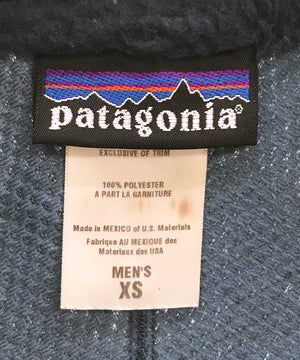 patagonia®
EXCLUSIVE OF TRIM
100% POLYESTER
A PART LA GARNITURE
Made in MEXICO of U.S. Materials
Fabrique AU MEXIQUE des
Materiaux des USA
MEN'S
XS